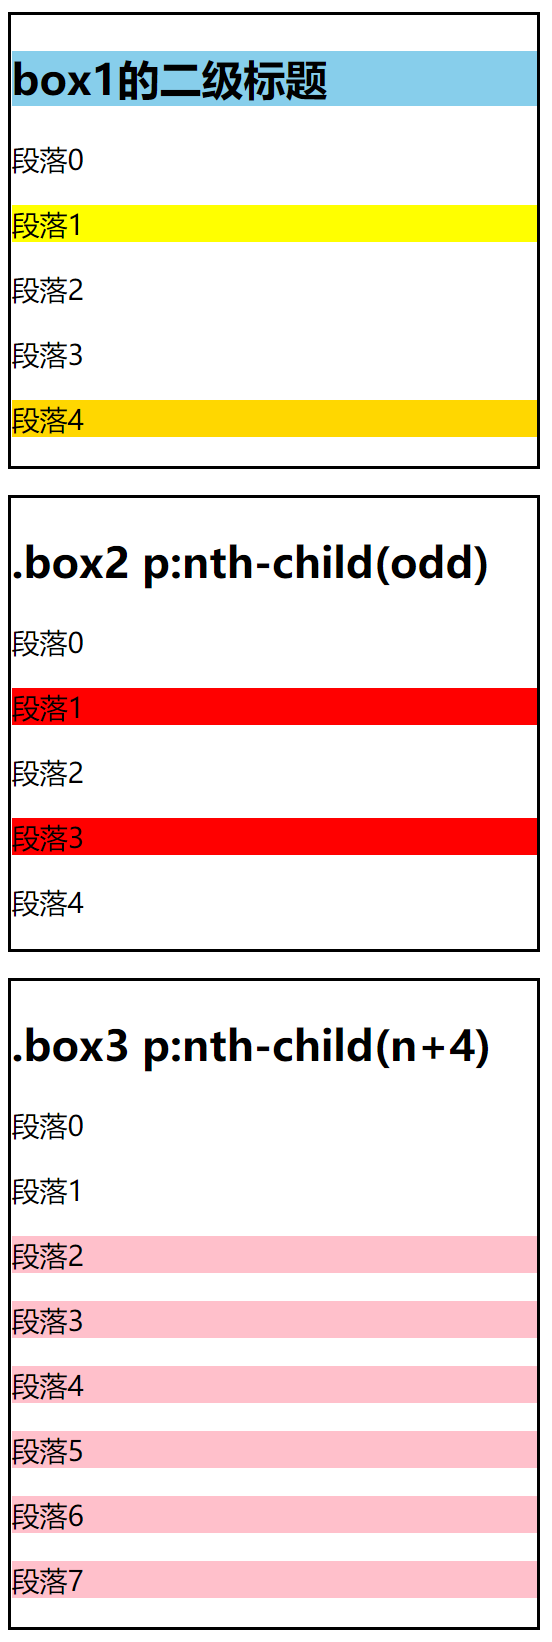 box1的二级标题
段落0
段落1
段落2
段落3
段落4
.box2 p:nth-child(odd)
段落0
段落1
段落2
段落3
段落4
.box3 p:nth-child(n+4)
段落0
段落1
段落2
段落3
段落4
段落5
段落6
段落7